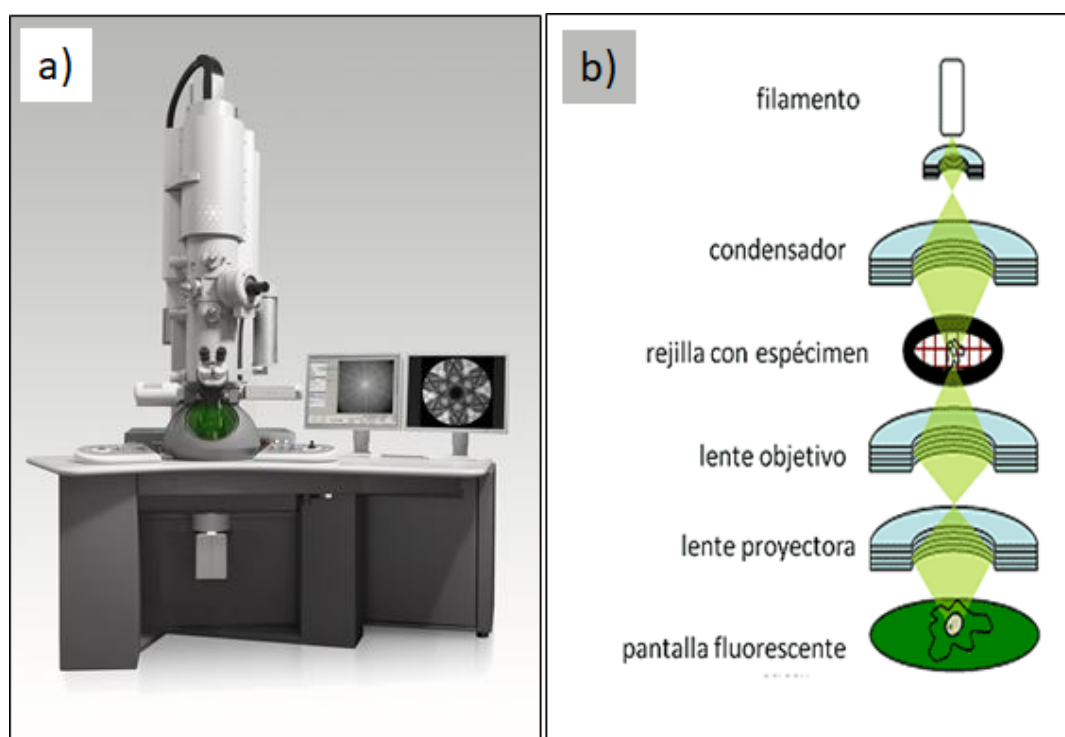 a)
b)
filamento
condensador
rejilla con espécimen
lente objetivo
lente proyectora
pantalla fluorescente